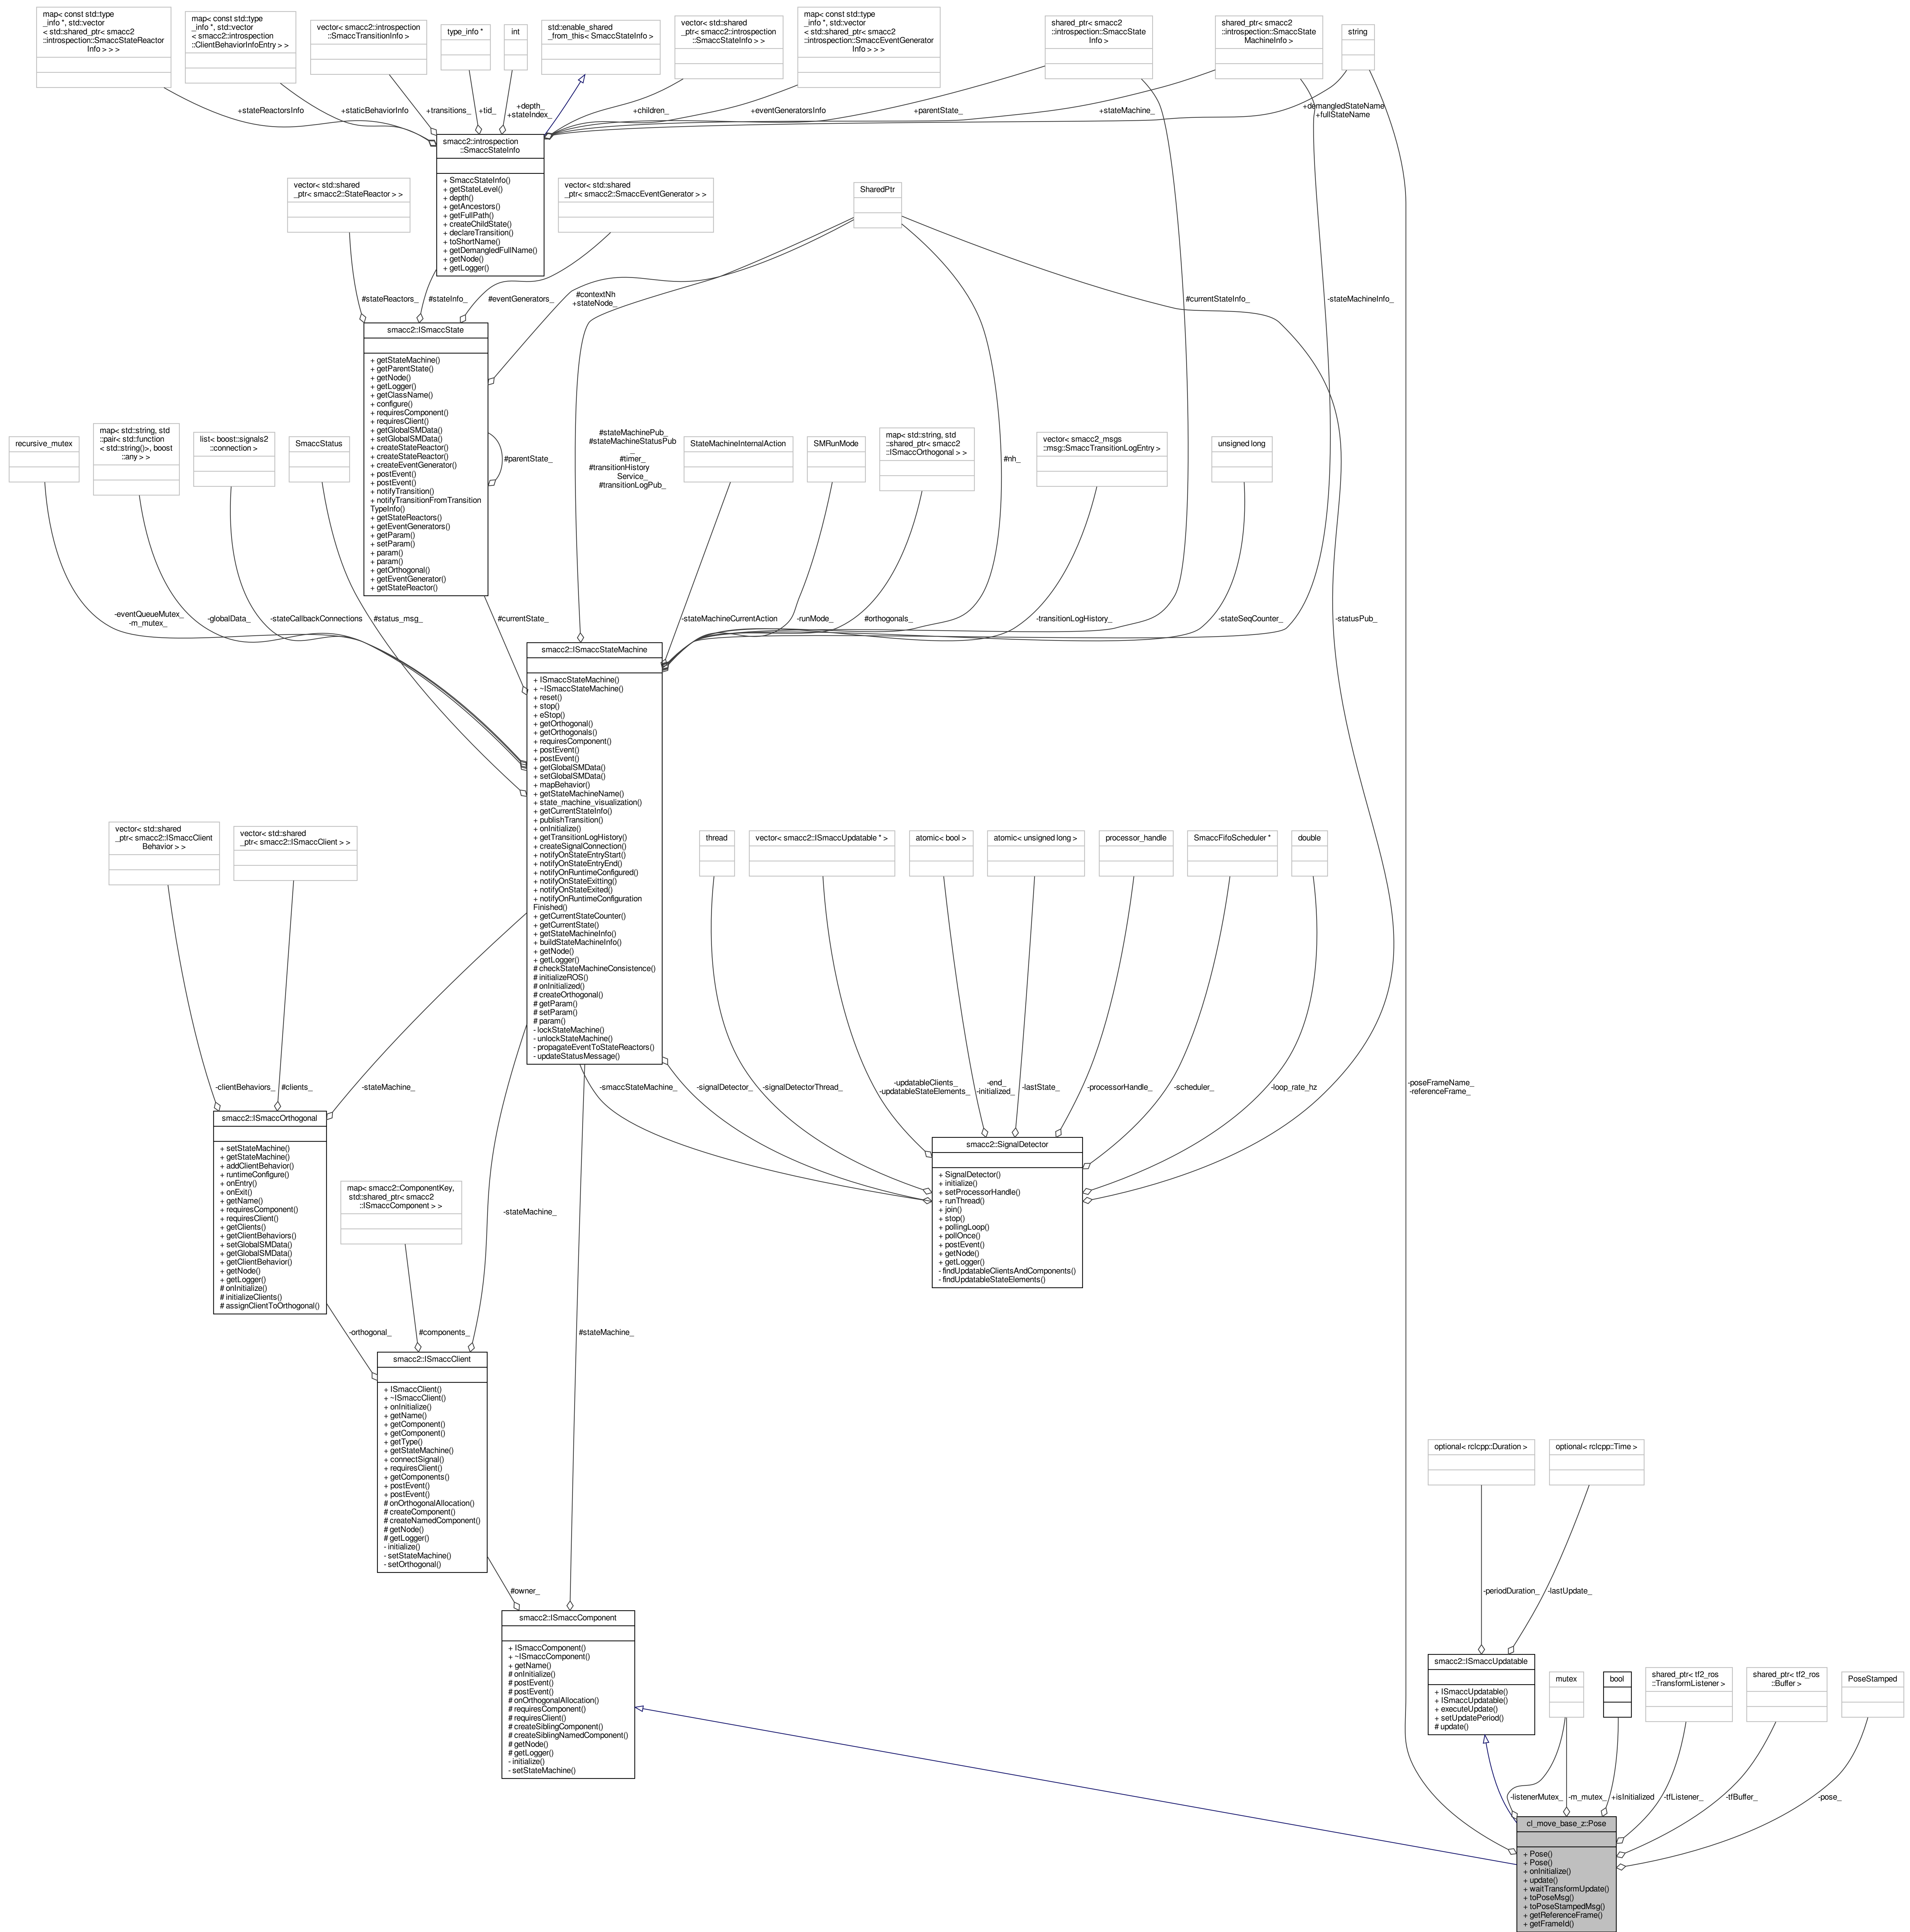 map< const std::type
_info *, std::vector
< std::shared_ptr< smacc2
::introspection::SmaccStateReactor
Info > > >
map< const std::type
_info *, std::vector
< smacc2::introspection
::ClientBehaviorInfoEntry > >
vector< smacc2::introspection
::SmaccTransitionInfo >
type_info *
int
std::enable_shared
_from_this< SmaccStateInfo >
vector< std::shared
_ptr< smacc2::introspection
::SmaccStateInfo > >
map< const std::type
_info *, std::vector
< std::shared_ptr< smacc2
::introspection::SmaccEventGenerator
Info > > >
shared_ptr< smacc2
::introspection::SmaccState
Info >
shared_ptr< smacc2
::introspection::SmaccState
MachineInfo >
string
+stateReactorsInfo
+staticBehaviorInfo
+transitions_
+tid_
+depth_
+stateIndex_
+children_
+eventGeneratorsInfo
+parentState_
+stateMachine_
+demangledStateName
+fullStateName
smacc2::introspection
::SmaccStateInfo
+ SmaccStateInfo()
+ getStateLevel()
+ depth()
+ getAncestors()
+ getFullPath()
+ createChildState()
+ declareTransition()
+ toShortName()
+ getDemangledFullName()
+ getNode()
+ getLogger()
vector< std::shared
_ptr< smacc2::StateReactor > >
vector< std::shared
_ptr< smacc2::SmaccEventGenerator > >
SharedPtr
#stateReactors_
#stateInfo_
#eventGenerators_
#contextNh
+stateNode_
#currentStateInfo_
-stateMachineInfo_
smacc2::ISmaccState
+ getStateMachine()
+ getParentState()
+ getNode()
+ getLogger()
+ getClassName()
+ configure()
+ requiresComponent()
+ requiresClient()
+ getGlobalSMData()
+ setGlobalSMData()
+ createStateReactor()
+ createStateReactor()
+ createEventGenerator()
+ postEvent()
+ postEvent()
+ notifyTransition()
+ notifyTransitionFromTransition
TypeInfo()
+ getStateReactors()
+ getEventGenerators()
+ getParam()
+ setParam()
+ param()
+ param()
+ getOrthogonal()
+ getEventGenerator()
+ getStateReactor()
#parentState_
recursive_mutex
map< std::string, std
::pair< std::function
< std::string()>, boost
::any > >
list< boost::signals2
::connection >
SmaccStatus
#stateMachinePub_
#stateMachineStatusPub
_
#timer_
#transitionHistory
Service_
#transitionLogPub_
StateMachineInternalAction
SMRunMode
map< std::string, std
::shared_ptr< smacc2
::ISmaccOrthogonal > >
#nh_
vector< smacc2_msgs
::msg::SmaccTransitionLogEntry >
unsigned long
-eventQueueMutex_
-m_mutex_
-globalData_
-stateCallbackConnections
#status_msg_
#currentState_
-stateMachineCurrentAction
-runMode_
#orthogonals_
-transitionLogHistory_
-stateSeqCounter_
-statusPub_
smacc2::ISmaccStateMachine
+ ISmaccStateMachine()
+ ~ISmaccStateMachine()
+ reset()
+ stop()
+ eStop()
+ getOrthogonal()
+ getOrthogonals()
+ requiresComponent()
+ postEvent()
+ postEvent()
+ getGlobalSMData()
+ setGlobalSMData()
+ mapBehavior()
+ getStateMachineName()
+ state_machine_visualization()
+ getCurrentStateInfo()
+ publishTransition()
+ onInitialize()
+ getTransitionLogHistory()
+ createSignalConnection()
+ notifyOnStateEntryStart()
+ notifyOnStateEntryEnd()
+ notifyOnRuntimeConfigured()
+ notifyOnStateExitting()
+ notifyOnStateExited()
+ notifyOnRuntimeConfiguration
Finished()
+ getCurrentStateCounter()
+ getCurrentState()
+ getStateMachineInfo()
+ buildStateMachineInfo()
+ getNode()
+ getLogger()
# checkStateMachineConsistence()
# initializeROS()
# onInitialized()
# createOrthogonal()
# getParam()
# setParam()
# param()
- lockStateMachine()
- unlockStateMachine()
- propagateEventToStateReactors()
- updateStatusMessage()
vector< std::shared
_ptr< smacc2::ISmaccClient
Behavior > >
vector< std::shared
_ptr< smacc2::ISmaccClient > >
thread
vector< smacc2::ISmaccUpdatable * >
atomic< bool >
atomic< unsigned long >
processor_handle
SmaccFifoScheduler *
double
-clientBehaviors_
#clients_
-stateMachine_
-smaccStateMachine_
-signalDetector_
-signalDetectorThread_
-updatableClients_
-updatableStateElements_
-end_
-initialized_
-lastState_
-processorHandle_
-scheduler_
-loop_rate_hz
-poseFrameName_
-referenceFrame_
smacc2::ISmaccOrthogonal
+ setStateMachine()
+ getStateMachine()
+ addClientBehavior()
+ runtimeConfigure()
+ onEntry()
+ onExit()
+ getName()
+ requiresComponent()
+ requiresClient()
+ getClients()
+ getClientBehaviors()
+ setGlobalSMData()
+ getGlobalSMData()
+ getClientBehavior()
+ getNode()
+ getLogger()
# onInitialize()
# initializeClients()
# assignClientToOrthogonal()
smacc2::SignalDetector
+ SignalDetector()
+ initialize()
+ setProcessorHandle()
+ runThread()
+ join()
+ stop()
+ pollingLoop()
+ pollOnce()
+ postEvent()
+ getNode()
+ getLogger()
- findUpdatableClientsAndComponents()
- findUpdatableStateElements()
map< smacc2::ComponentKey,
std::shared_ptr< smacc2
::ISmaccComponent > >
-stateMachine_
-orthogonal_
#components_
#stateMachine_
smacc2::ISmaccClient
+ ISmaccClient()
+ ~ISmaccClient()
+ onInitialize()
+ getName()
+ getComponent()
+ getComponent()
+ getType()
+ getStateMachine()
+ connectSignal()
+ requiresClient()
+ getComponents()
+ postEvent()
+ postEvent()
# onOrthogonalAllocation()
# createComponent()
# createNamedComponent()
# getNode()
# getLogger()
- initialize()
- setStateMachine()
- setOrthogonal()
optional< rclcpp::Duration >
optional< rclcpp::Time >
#owner_
-periodDuration_
-lastUpdate_
smacc2::ISmaccComponent
+ ISmaccComponent()
+ ~ISmaccComponent()
+ getName()
# onInitialize()
# postEvent()
# postEvent()
# onOrthogonalAllocation()
# requiresComponent()
# requiresClient()
# createSiblingComponent()
# createSiblingNamedComponent()
# getNode()
# getLogger()
- initialize()
- setStateMachine()
smacc2::ISmaccUpdatable
+ ISmaccUpdatable()
+ ISmaccUpdatable()
+ executeUpdate()
+ setUpdatePeriod()
# update()
mutex
bool
shared_ptr< tf2_ros
::TransformListener >
shared_ptr< tf2_ros
::Buffer >
PoseStamped
-listenerMutex_
-m_mutex_
+isInitialized
-tfListener_
-tfBuffer_
-pose_
cl_move_base_z::Pose
+ Pose()
+ Pose()
+ onInitialize()
+ update()
+ waitTransformUpdate()
+ toPoseMsg()
+ toPoseStampedMsg()
+ getReferenceFrame()
+ getFrameId()